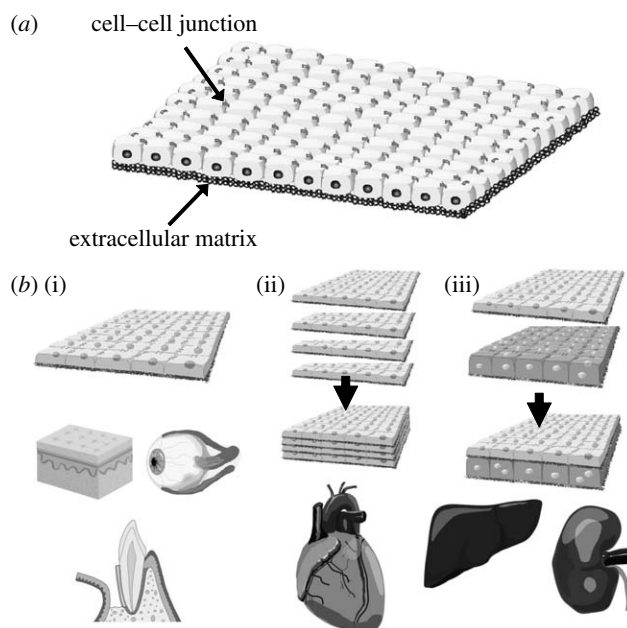 (a) cell–cell junction
extracellular matrix
(b) (i) (ii) (iii)